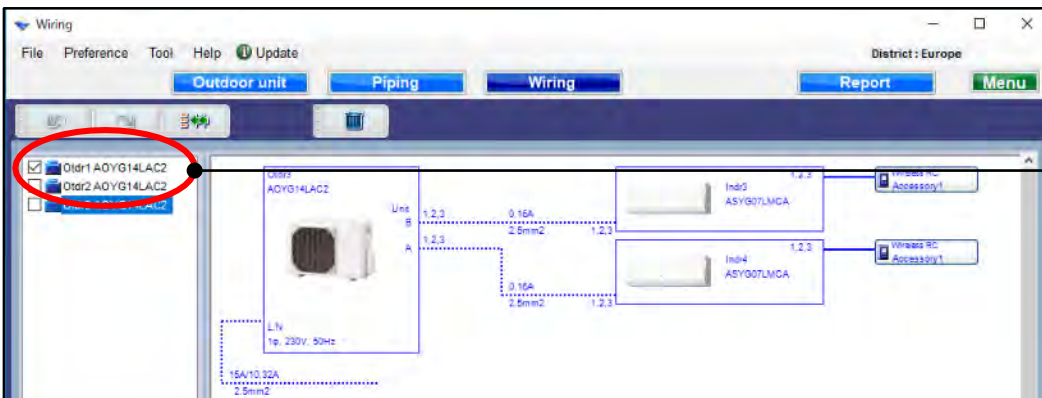 Wiring
File Preference Tool Help Update District : Europe
Outdoor unit Piping Wiring Report Menu
Otdr1 AOYG14LAC2
Otdr2 AOYG14LAC2
Otdr3
AOYG14LAC2
Unit
B 1,2,3
A 1,2,3
0.16A
2.5mm2 1,2,3
0.16A
2.5mm2 1,2,3
Indr3
ASYG07LMCA
1,2,3
Wireless RC
Accessory1
Indr4
ASYG07LMCA
1,2,3
Wireless RC
Accessory1
L,N
1φ, 230V, 50Hz
15A/10.32A
2.5mm2